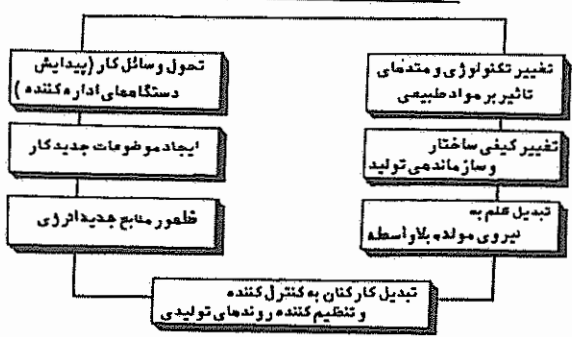 تغییر تکنولوژی و متدهای
تاثیر بر مواد طبیعی
تغییر کیفی ساختار
و سازماندهی تولید
تبدیل علم به
نیروی مولده بلاواسطه
تحول وسائل کار (پیدایش
دستگاههای اداره کننده)
ایجاد موضوعات جدید کار
ظهور منابع جدید انرژی
تبدیل کارکنان به کنترل کننده
و تنظیم کننده روندهای تولیدی